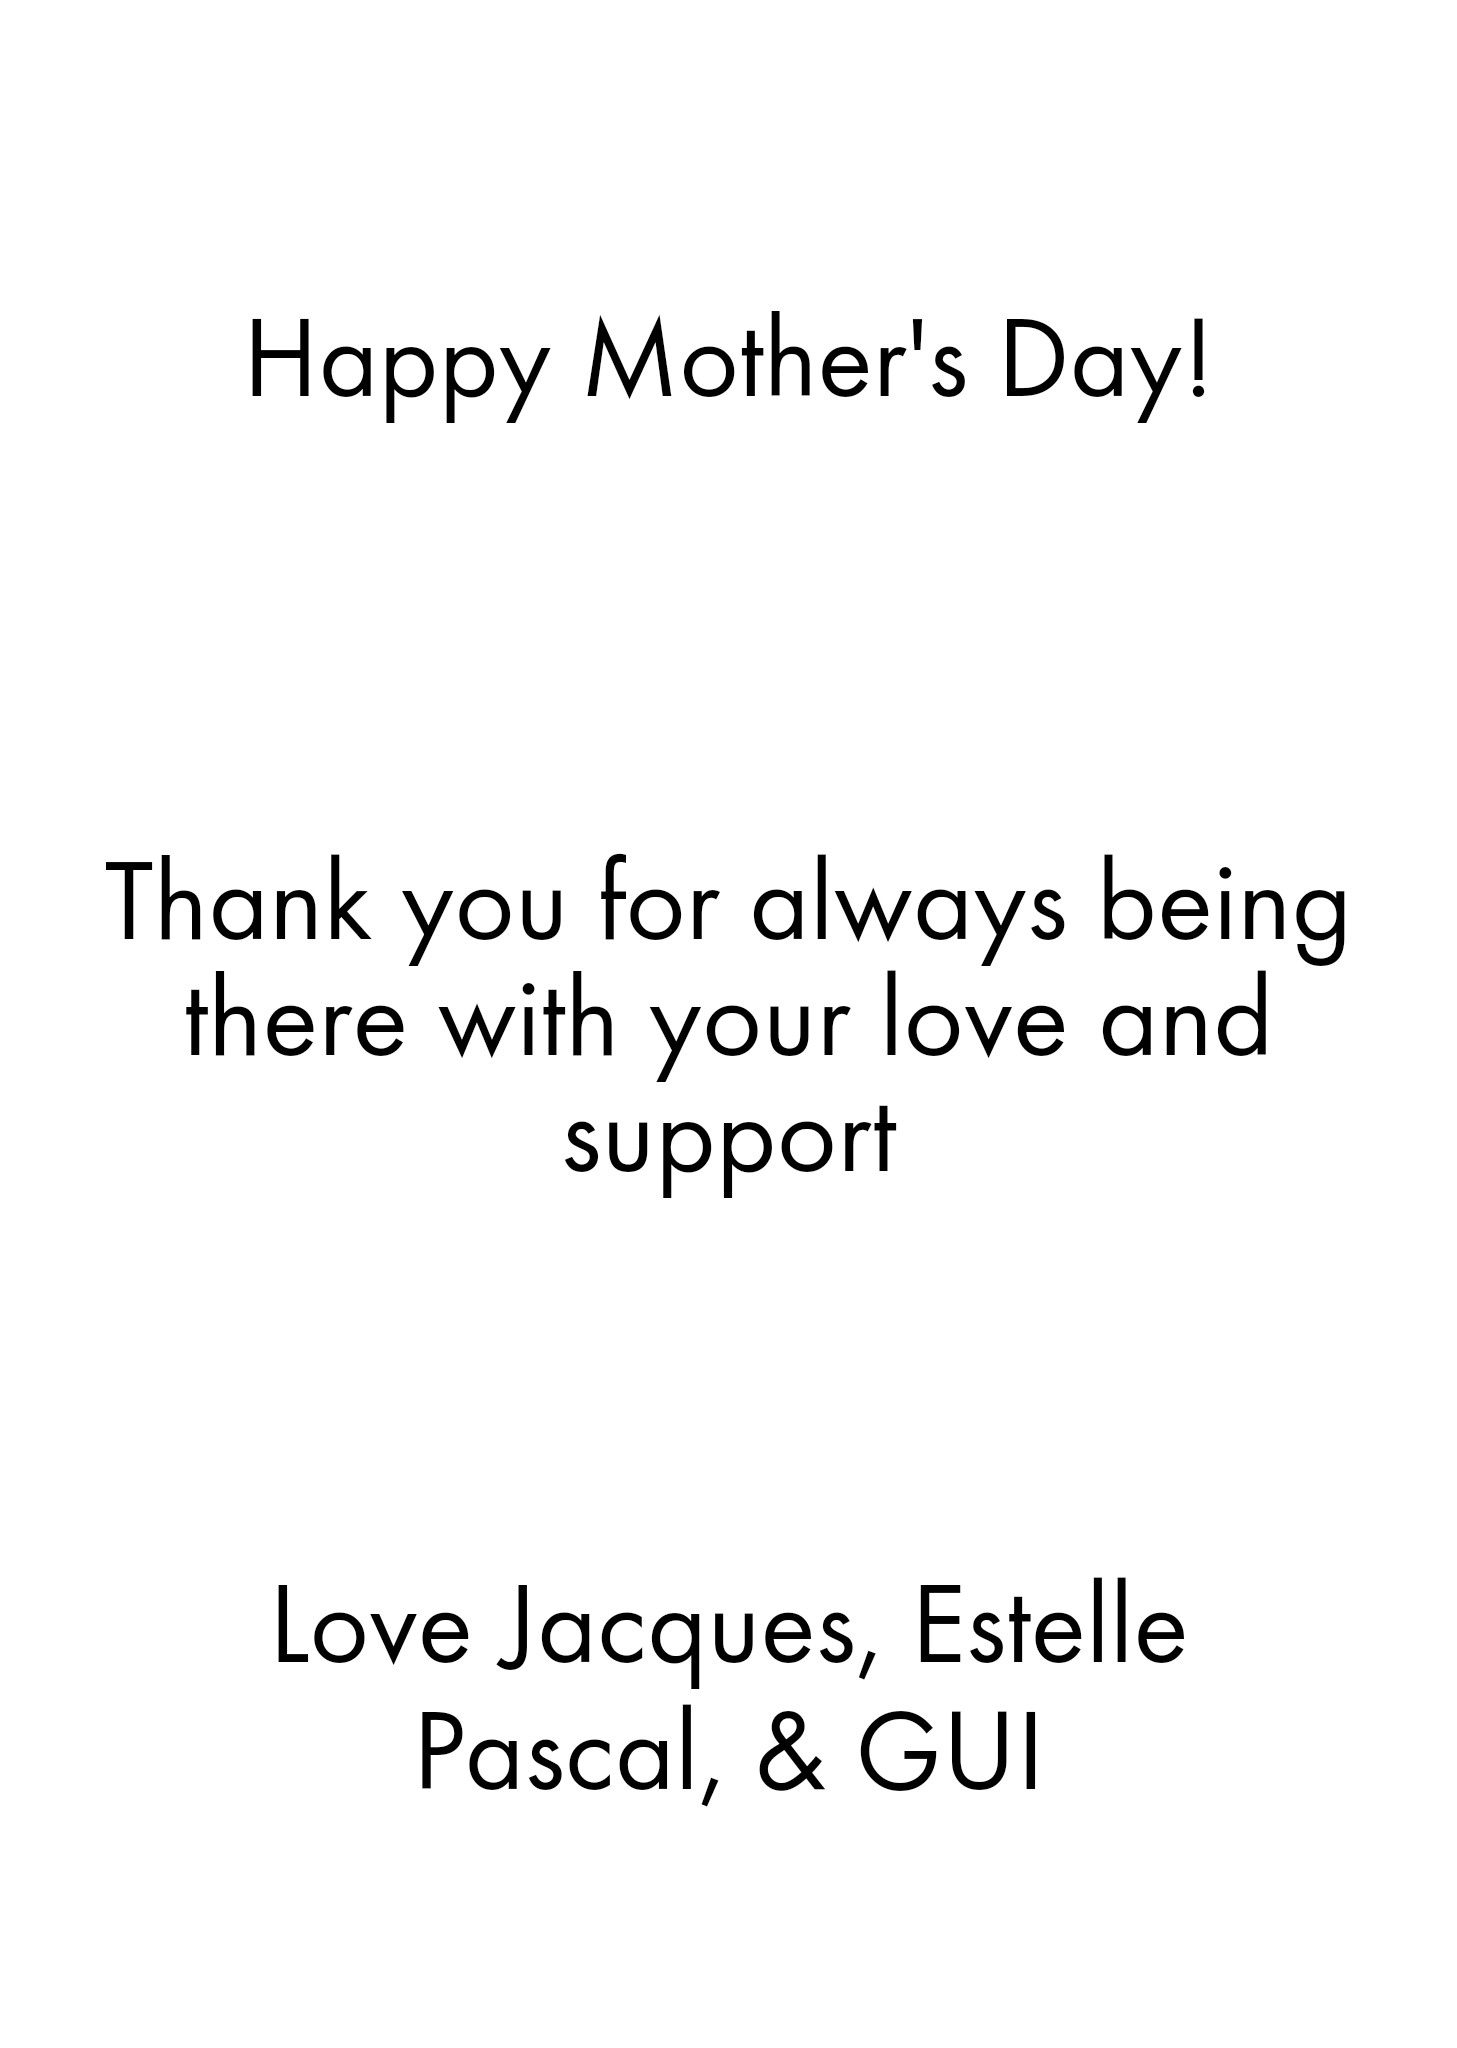 Happy Mother's Day!
Thank you for always being
there with your love and
support
Love Jacques, Estelle
Pascal, & GUI